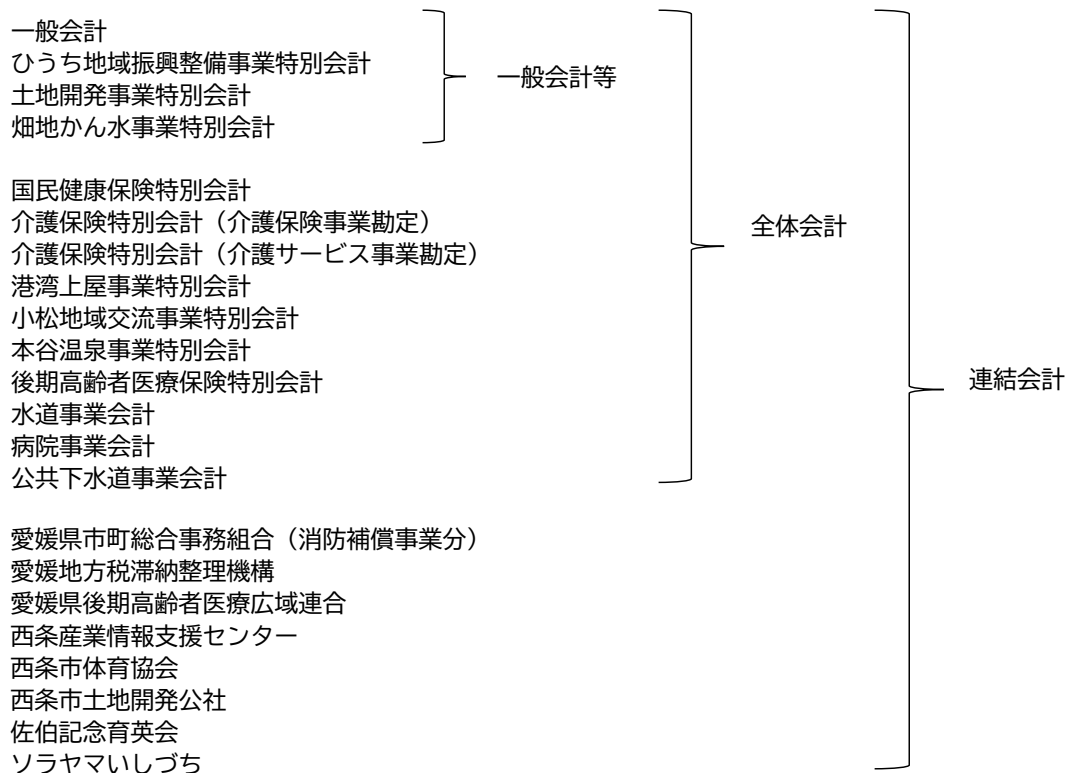 一般会計
ひうち地域振興整備事業特別会計
土地開発事業特別会計
畑地かん水事業特別会計
一般会計等
国民健康保険特別会計
介護保険特別会計（介護保険事業勘定）
介護保険特別会計（介護サービス事業勘定）
港湾上屋事業特別会計
小松地域交流事業特別会計
本谷温泉事業特別会計
後期高齢者医療保険特別会計
水道事業会計
病院事業会計
公共下水道事業会計
全体会計
愛媛県市町総合事務組合（消防補償事業分）
愛媛地方税滞納整理機構
愛媛県後期高齢者医療広域連合
西条産業情報支援センター
西条市体育協会
西条市土地開発公社
佐伯記念育英会
ソラヤマいしづち
連結会計